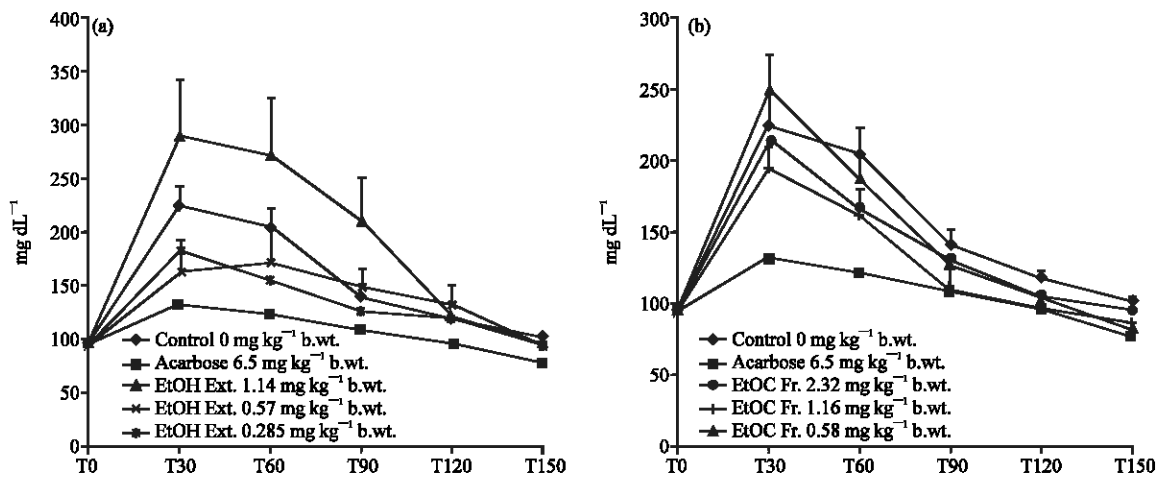 (a)
400
350
300
250
200
150
100
50
0
mg dL⁻¹
Control 0 mg kg⁻¹ b.wt.
Acarbose 6.5 mg kg⁻¹ b.wt.
EtOH Ext. 1.14 mg kg⁻¹ b.wt.
EtOH Ext. 0.57 mg kg⁻¹ b.wt.
EtOH Ext. 0.285 mg kg⁻¹ b.wt.
T0 T30 T60 T90 T120 T150
(b)
300
250
200
150
100
50
0
mg dL⁻¹
Control 0 mg kg⁻¹ b.wt.
Acarbose 6.5 mg kg⁻¹ b.wt.
EtOC Fr. 2.32 mg kg⁻¹ b.wt.
EtOC Fr. 1.16 mg kg⁻¹ b.wt.
EtOC Fr. 0.58 mg kg⁻¹ b.wt.
T0 T30 T60 T90 T120 T150